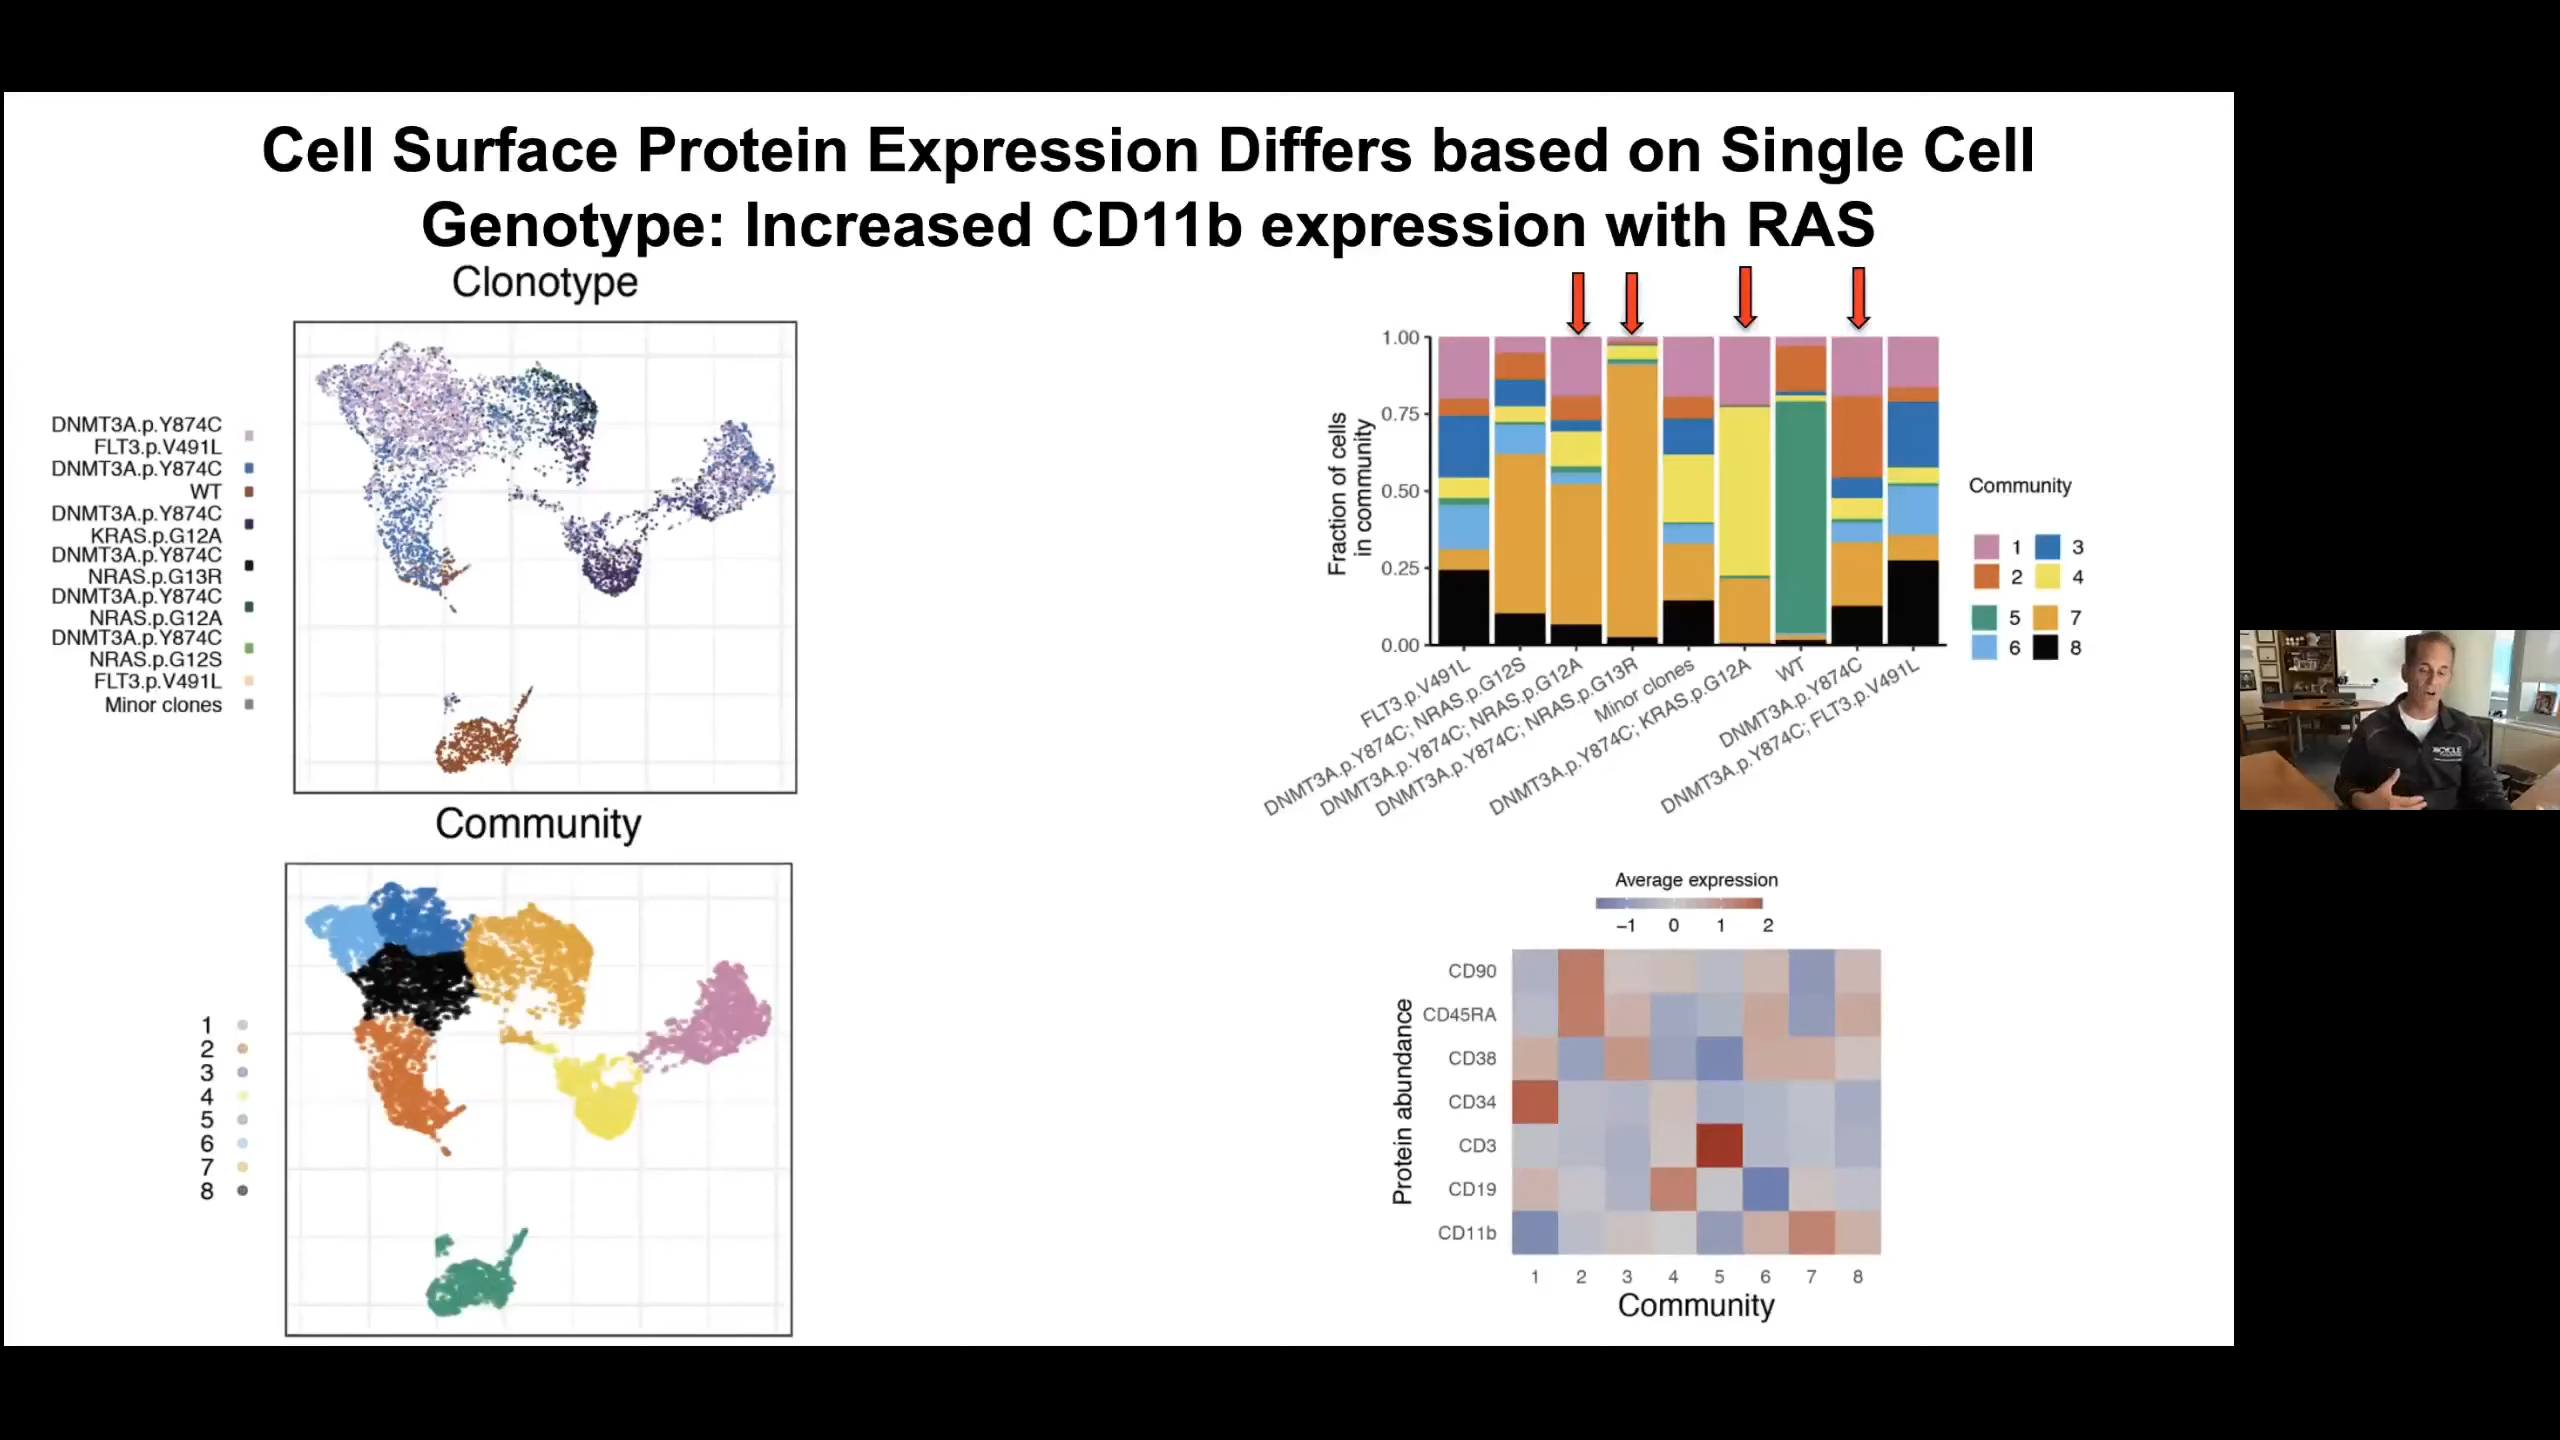 Cell Surface Protein Expression Differs based on Single Cell
Genotype: Increased CD11b expression with RAS
Clonotype
DNMT3A.p.Y874C
FLT3.p.V491L
DNMT3A.p.Y874C
WT
DNMT3A.p.Y874C
KRAS.p.G12A
DNMT3A.p.Y874C
NRAS.p.G13R
DNMT3A.p.Y874C
NRAS.p.G12A
DNMT3A.p.Y874C
NRAS.p.G12S
FLT3.p.V491L
Minor clones
Community
1
2
3
4
5
6
7
8
Fraction of cells
in community
1.00
0.75
0.50
0.25
0.00
FLT3.p.V491L
DNMT3A.p.Y874C; NRAS.p.G12S
DNMT3A.p.Y874C; NRAS.p.G12A
DNMT3A.p.Y874C; NRAS.p.G13R
Minor clones
DNMT3A.p.Y874C; KRAS.p.G12A
WT
DNMT3A.p.Y874C
DNMT3A.p.Y874C; FLT3.p.V491L
Community
1 3
2 4
5 7
6 8
Average expression
−1 0 1 2
Protein abundance
CD90
CD45RA
CD38
CD34
CD3
CD19
CD11b
1 2 3 4 5 6 7 8
Community
CYCLE